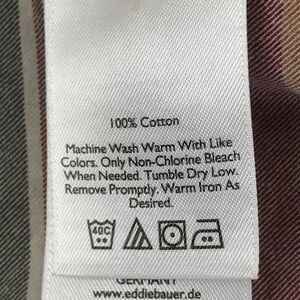 100% Cotton
Machine Wash Warm With Like
Colors. Only Non-Chlorine Bleach
When Needed. Tumble Dry Low.
Remove Promptly. Warm Iron As
Desired.
40C
GERMANY
www.eddiebauer.de